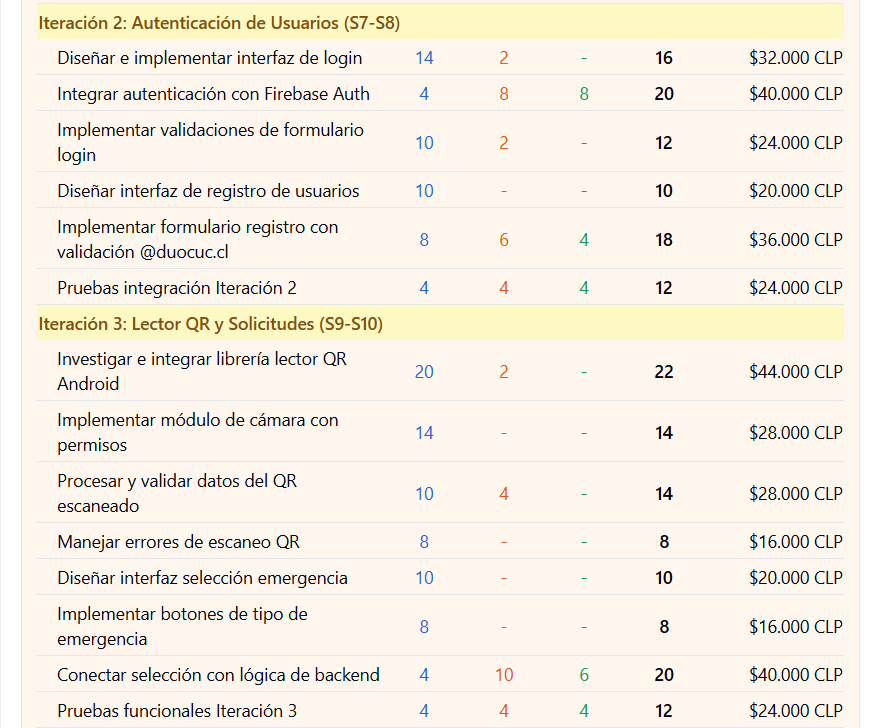 Iteración 2: Autenticación de Usuarios (S7-S8)
Diseñar e implementar interfaz de login 14 2 - 16 $32.000 CLP
Integrar autenticación con Firebase Auth 4 8 8 20 $40.000 CLP
Implementar validaciones de formulario
login 10 2 - 12 $24.000 CLP
Diseñar interfaz de registro de usuarios 10 - - 10 $20.000 CLP
Implementar formulario registro con
validación @duocuc.cl 8 6 4 18 $36.000 CLP
Pruebas integración Iteración 2 4 4 4 12 $24.000 CLP
Iteración 3: Lector QR y Solicitudes (S9-S10)
Investigar e integrar librería lector QR
Android 20 2 - 22 $44.000 CLP
Implementar módulo de cámara con
permisos 14 - - 14 $28.000 CLP
Procesar y validar datos del QR
escaneado 10 4 - 14 $28.000 CLP
Manejar errores de escaneo QR 8 - - 8 $16.000 CLP
Diseñar interfaz selección emergencia 10 - - 10 $20.000 CLP
Implementar botones de tipo de
emergencia 8 - - 8 $16.000 CLP
Conectar selección con lógica de backend 4 10 6 20 $40.000 CLP
Pruebas funcionales Iteración 3 4 4 4 12 $24.000 CLP